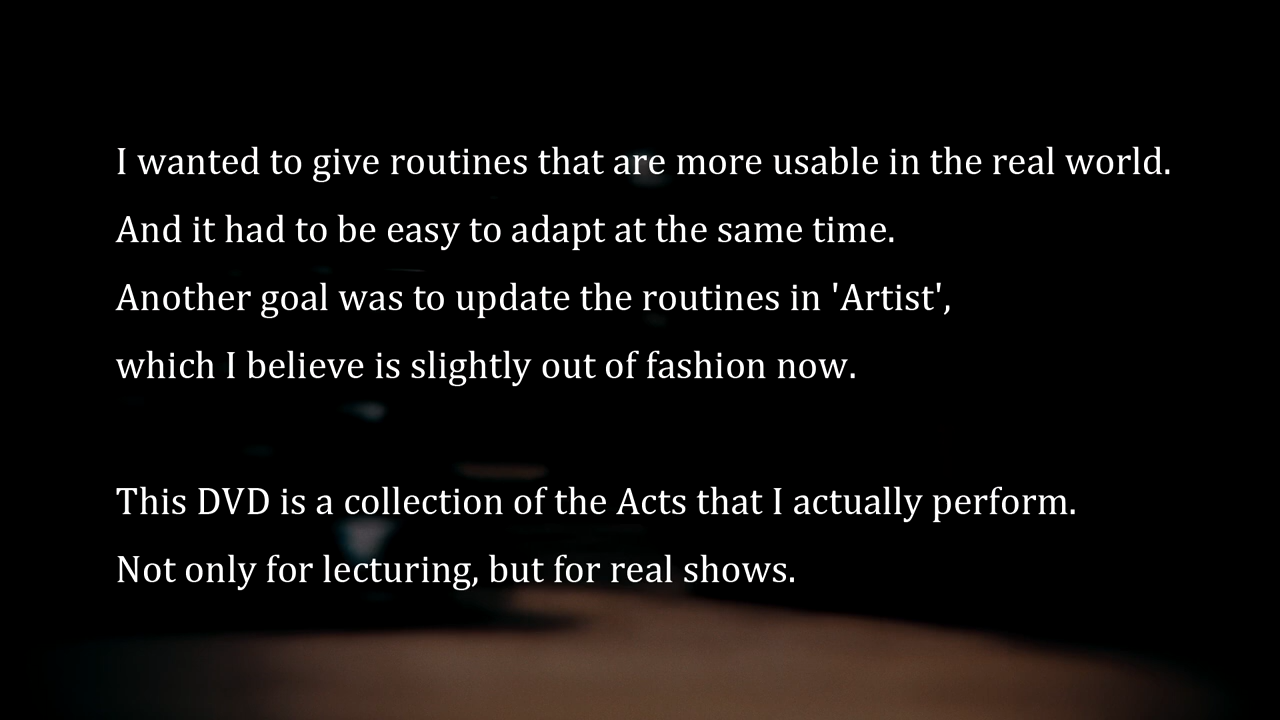 I wanted to give routines that are more usable in the real world.
And it had to be easy to adapt at the same time.
Another goal was to update the routines in 'Artist',
which I believe is slightly out of fashion now.
This DVD is a collection of the Acts that I actually perform.
Not only for lecturing, but for real shows.